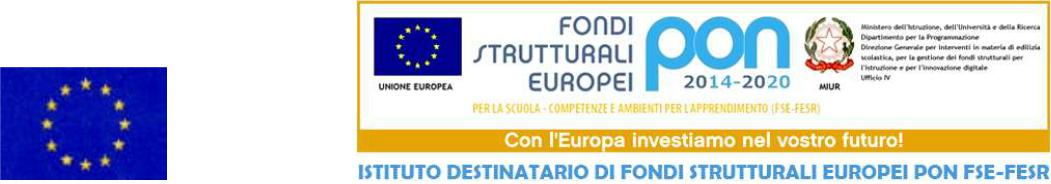 FONDI
STRUTTURALI
EUROPEI
pon
2014-2020
UNIONE EUROPEA
MIUR
Ministero dell'Istruzione, dell'Università e della Ricerca
Dipartimento per la Programmazione
Direzione Generale per interventi in materia di edilizia
scolastica, per la gestione dei fondi strutturali per
l'istruzione e per l'innovazione digitale
Ufficio IV
PER LA SCUOLA - COMPETENZE E AMBIENTI PER L'APPRENDIMENTO (FSE-FESR)
Con l'Europa investiamo nel vostro futuro!
ISTITUTO DESTINATARIO DI FONDI STRUTTURALI EUROPEI PON FSE-FESR